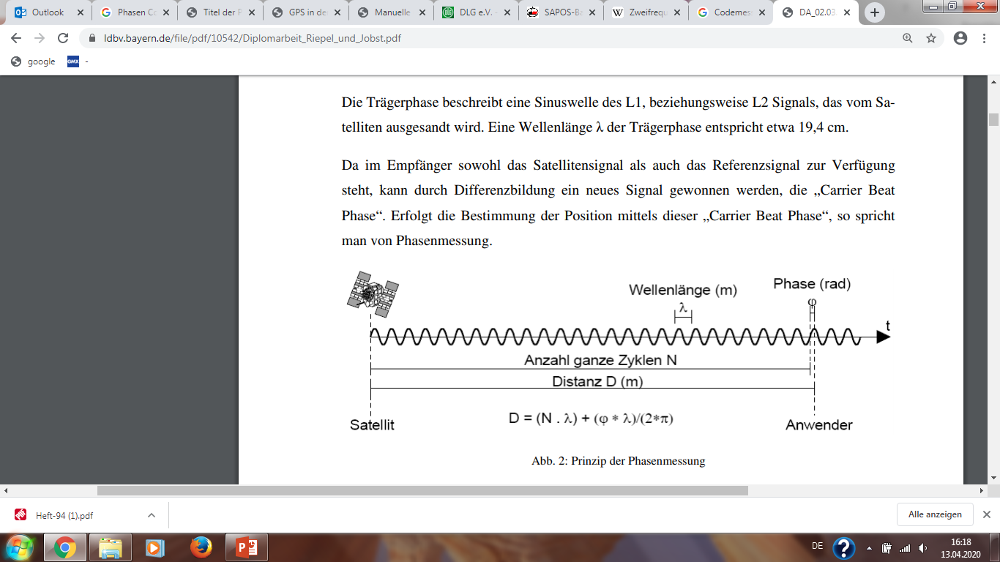 Outlook
Phasen Co
Titel der P
GPS in de
Manuelle
DLG e.V. -
SAPOS-Ba
Zweifrequ
Codemes
DA_02.03
ldbv.bayern.de/file/pdf/10542/Diplomarbeit_Riepel_und_Jobst.pdf
google
GMX
-
Die Trägerphase beschreibt eine Sinuswelle des L1, beziehungsweise L2 Signals, das vom Sa-
telliten ausgesandt wird. Eine Wellenlänge λ der Trägerphase entspricht etwa 19,4 cm.
Da im Empfänger sowohl das Satellitensignal als auch das Referenzsignal zur Verfügung
steht, kann durch Differenzbildung ein neues Signal gewonnen werden, die „Carrier Beat
Phase“. Erfolgt die Bestimmung der Position mittels dieser „Carrier Beat Phase“, so spricht
man von Phasenmessung.
Wellenlänge (m)
λ
Phase (rad)
φ
t
Anzahl ganze Zyklen N
Distanz D (m)
Satellit
D = (N . λ) + (φ * λ)/(2*π)
Anwender
Abb. 2: Prinzip der Phasenmessung
Heft-94 (1).pdf
Alle anzeigen
DE
16:18
13.04.2020